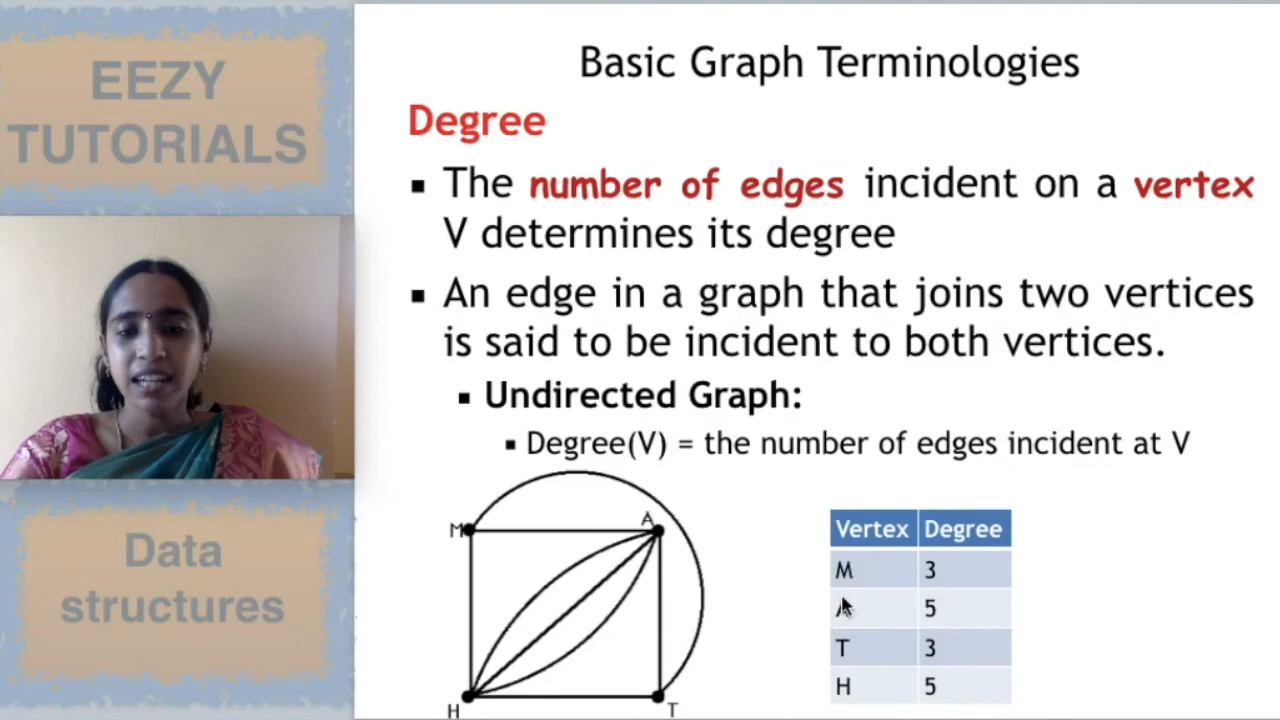 EEZY
TUTORIALS
Data
structures
Basic Graph Terminologies
Degree
▪ The number of edges incident on a vertex
V determines its degree
▪ An edge in a graph that joins two vertices
is said to be incident to both vertices.
▪ Undirected Graph:
▪ Degree(V) = the number of edges incident at V
M
A
H
T
Vertex Degree
M 3
5
T 3
H 5